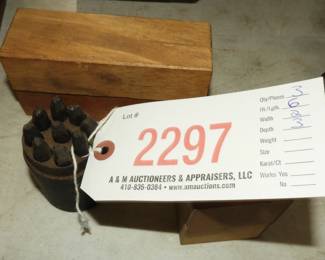 Lot #
2297
A & M AUCTIONEERS & APPRAISERS, LLC
410-835-0384 • www.amauctions.com
Qty/Pieces
Ht/Lgth.
Width
Depth
Weight
Size
Karat/Ct
Works Yes
No